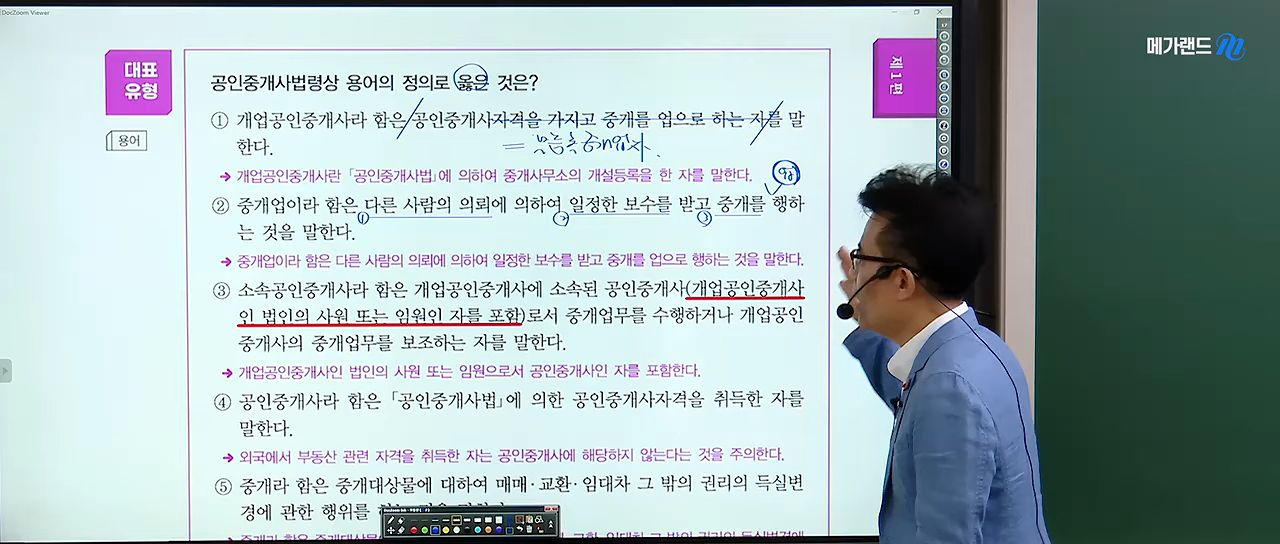 DocZoom Viewer
메가랜드
대표
유형
제1편
용어
공인중개사법령상 용어의 정의로 옳은 것은?
① 개업공인중개사라 함은 공인중개사자격을 가지고 중개를 업으로 하는 자를 말
한다.
→ 개업공인중개사란 「공인중개사법」에 의하여 중개사무소의 개설등록을 한 자를 말한다.
② 중개업이라 함은 다른 사람의 의뢰에 의하여 일정한 보수를 받고 중개를 행하
① ② ③
는 것을 말한다.
→ 중개업이라 함은 다른 사람의 의뢰에 의하여 일정한 보수를 받고 중개를 업으로 행하는 것을 말한다.
③ 소속공인중개사라 함은 개업공인중개사에 소속된 공인중개사(개업공인중개사
인 법인의 사원 또는 임원인 자를 포함)로서 중개업무를 수행하거나 개업공인
중개사의 중개업무를 보조하는 자를 말한다.
→ 개업공인중개사인 법인의 사원 또는 임원으로서 공인중개사인 자를 포함한다.
④ 공인중개사라 함은 「공인중개사법」에 의한 공인중개사자격을 취득한 자를
말한다.
→ 외국에서 부동산 관련 자격을 취득한 자는 공인중개사에 해당하지 않는다는 것을 주의한다.
⑤ 중개라 함은 중개대상물에 대하여 매매·교환·임대차 그 밖의 권리의 득실변
경에 관한 행위를